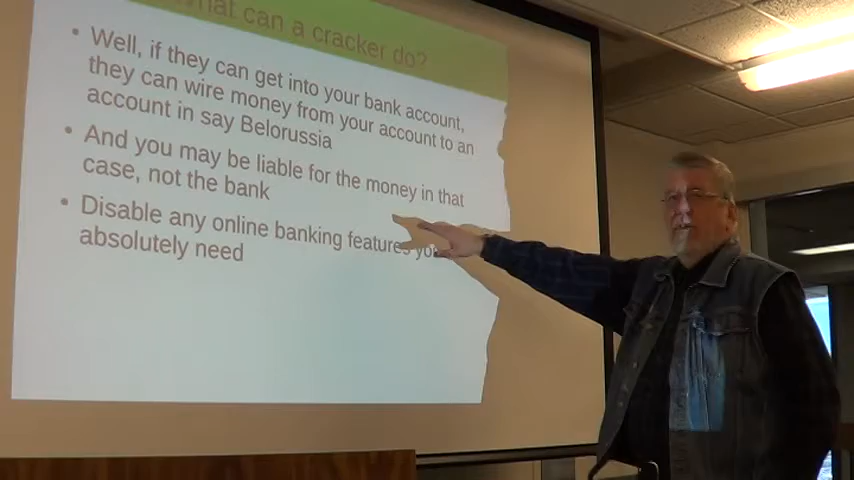 What can a cracker do?
• Well, if they can get into your bank account,
they can wire money from your account to an
account in say Belorussia
• And you may be liable for the money in that
case, not the bank
• Disable any online banking features
absolutely need